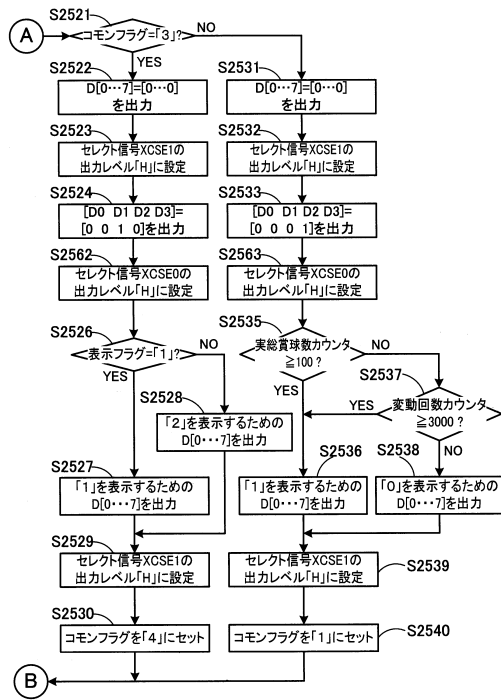 S2521
A
コモンフラグ=「3」?
NO
YES
S2522
D[0…7]=[0…0]
を出力
S2523
セレクト信号XCSE1の
出力レベル「H」に設定
S2524
[D0 D1 D2 D3]=
[0 0 1 0]を出力
S2562
セレクト信号XCSE0の
出力レベル「H」に設定
S2526
表示フラグ=「1」?
NO
YES
S2528
「2」を表示するための
D[0…7]を出力
S2527
「1」を表示するための
D[0…7]を出力
S2529
セレクト信号XCSE1の
出力レベル「H」に設定
S2530
コモンフラグを「4」にセット
B
S2531
D[0…7]=[0…0]
を出力
S2532
セレクト信号XCSE1の
出力レベル「H」に設定
S2533
[D0 D1 D2 D3]=
[0 0 0 1]を出力
S2563
セレクト信号XCSE0の
出力レベル「H」に設定
S2535
実総賞球数カウンタ
≧100?
NO
YES
S2537
変動回数カウンタ
≧3000?
YES
NO
S2536
「1」を表示するための
D[0…7]を出力
S2538
「0」を表示するための
D[0…7]を出力
セレクト信号XCSE1の
出力レベル「H」に設定
S2539
コモンフラグを「1」にセット
S2540